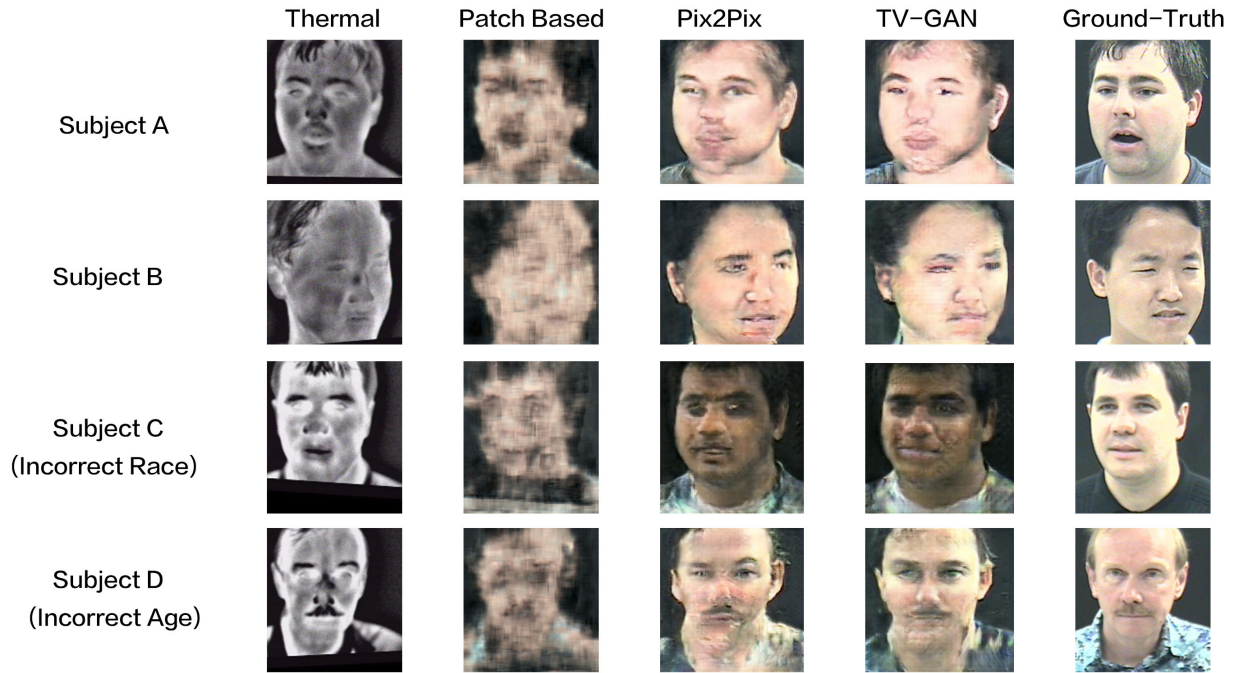 Thermal
Patch Based
Pix2Pix
TV-GAN
Ground-Truth
Subject A
Subject B
Subject C
(Incorrect Race)
Subject D
(Incorrect Age)